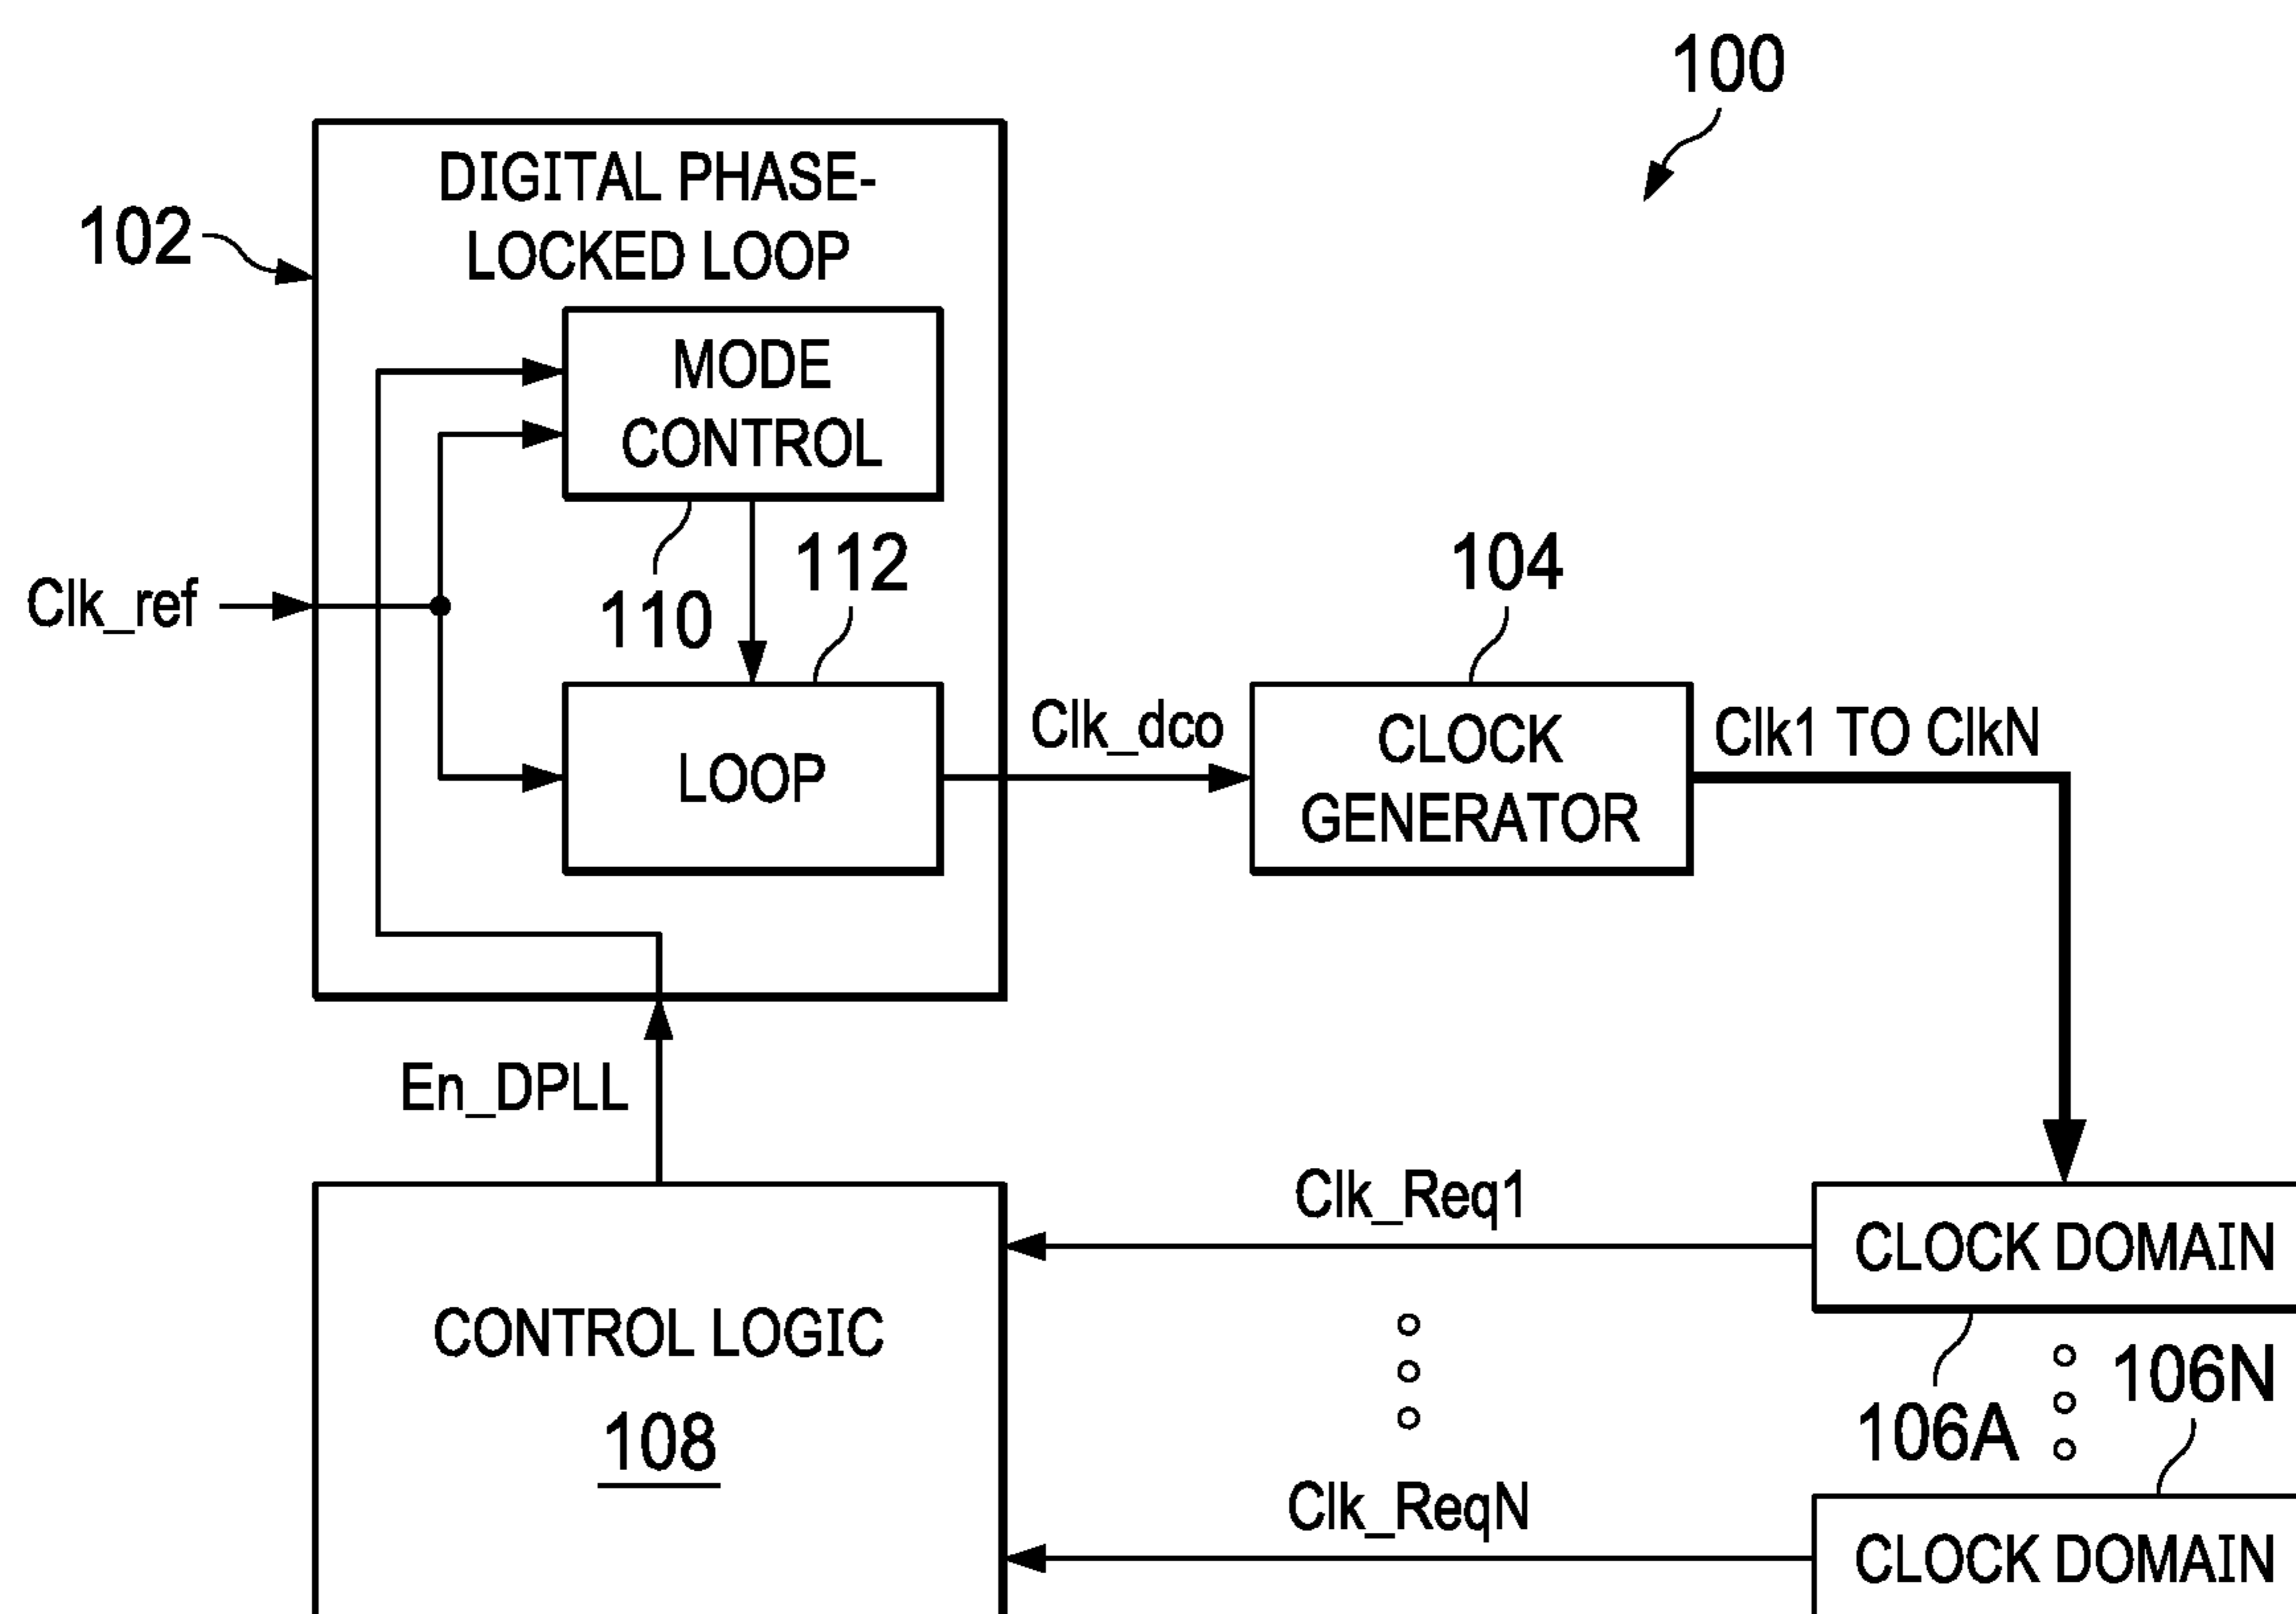 100
DIGITAL PHASE-
LOCKED LOOP
102
MODE
CONTROL
110
112
Clk_ref
LOOP
Clk_dco
104
CLOCK
GENERATOR
Clk1 TO ClkN
En_DPLL
CONTROL LOGIC
108
Clk_Req1
CLOCK DOMAIN
106A
106N
Clk_ReqN
CLOCK DOMAIN